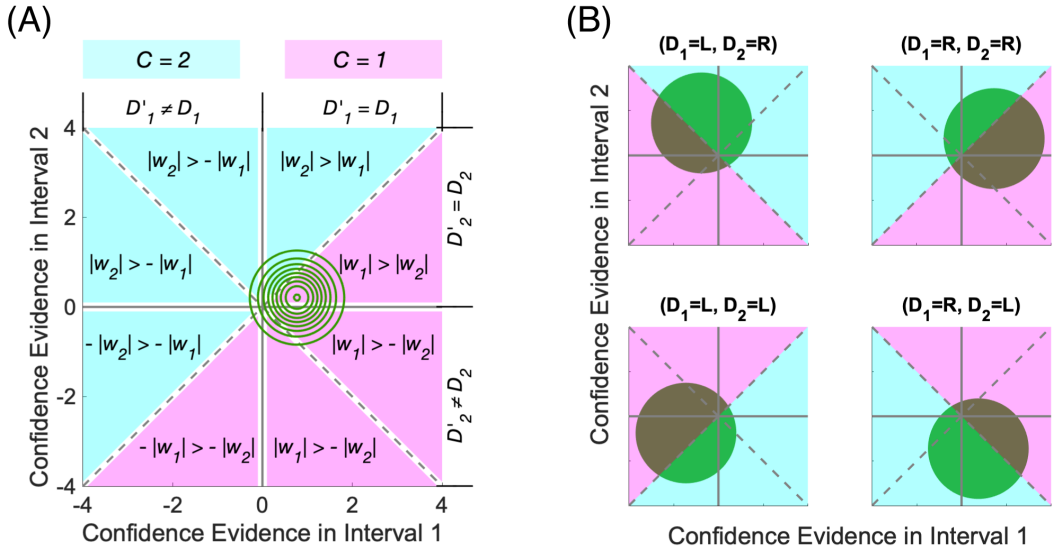 (A)
C = 2
C = 1
D'1 ≠ D1
D'1 = D1
4
2
0
-2
-4
|w2| > - |w1|
|w2| > |w1|
|w2| > - |w1|
|w1| > |w2|
- |w2| > - |w1|
|w1| > - |w2|
- |w1| > - |w2|
|w1| > - |w2|
D'2 = D2
D'2 ≠ D2
-4
-2
0
2
4
Confidence Evidence in Interval 2
Confidence Evidence in Interval 1
(B)
(D1=L, D2=R)
(D1=R, D2=R)
(D1=L, D2=L)
(D1=R, D2=L)
Confidence Evidence in Interval 2
Confidence Evidence in Interval 1